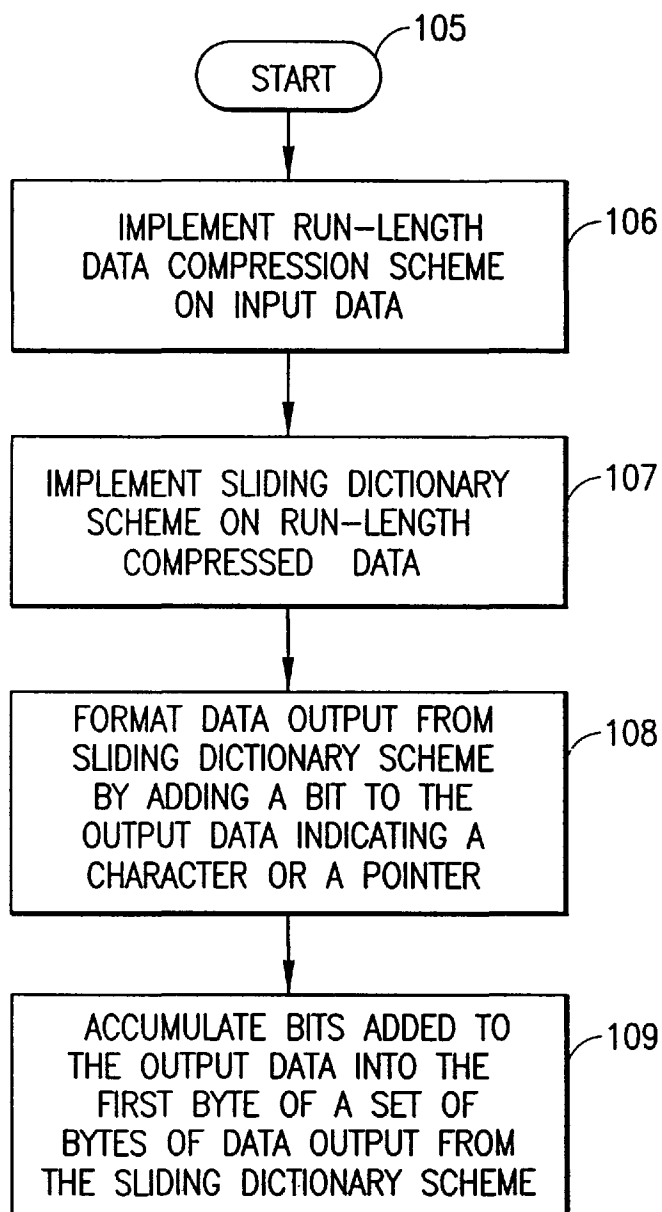 105
START
106
IMPLEMENT RUN-LENGTH
DATA COMPRESSION SCHEME
ON INPUT DATA
107
IMPLEMENT SLIDING DICTIONARY
SCHEME ON RUN-LENGTH
COMPRESSED DATA
108
FORMAT DATA OUTPUT FROM
SLIDING DICTIONARY SCHEME
BY ADDING A BIT TO THE
OUTPUT DATA INDICATING A
CHARACTER OR A POINTER
109
ACCUMULATE BITS ADDED TO
THE OUTPUT DATA INTO THE
FIRST BYTE OF A SET OF
BYTES OF DATA OUTPUT FROM
THE SLIDING DICTIONARY SCHEME